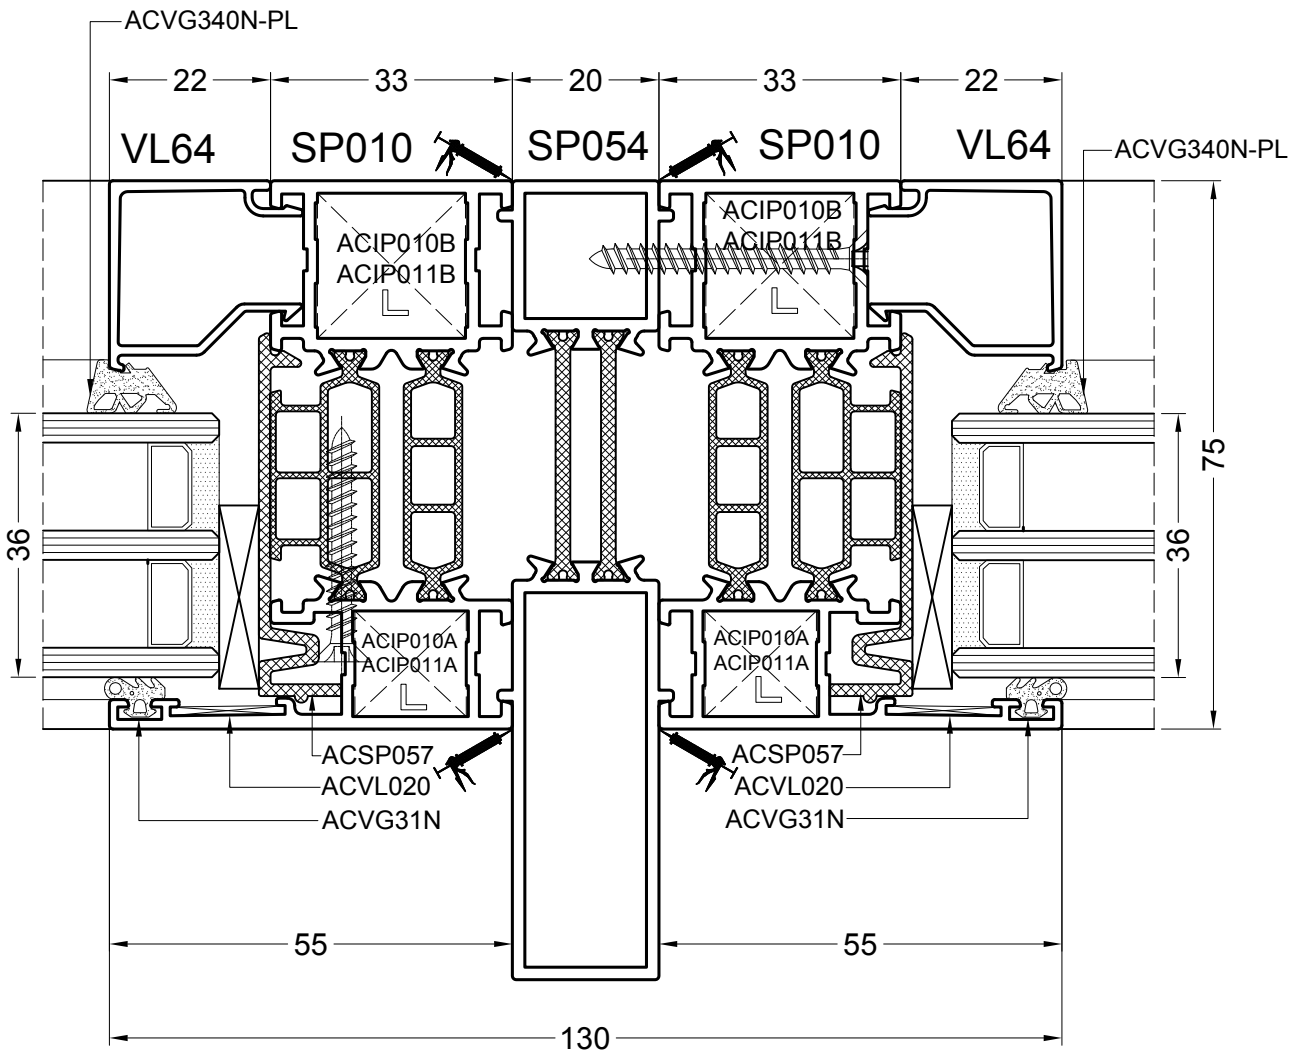 ACVG340N-PL
22
33
20
33
22
VL64
SP010
SP054
SP010
VL64
ACVG340N-PL
ACIP010B
ACIP011B
ACIP010B
ACIP011B
75
36
36
ACIP010A
ACIP011A
ACIP010A
ACIP011A
ACSP057
ACVL020
ACVG31N
ACSP057
ACVL020
ACVG31N
55
55
130